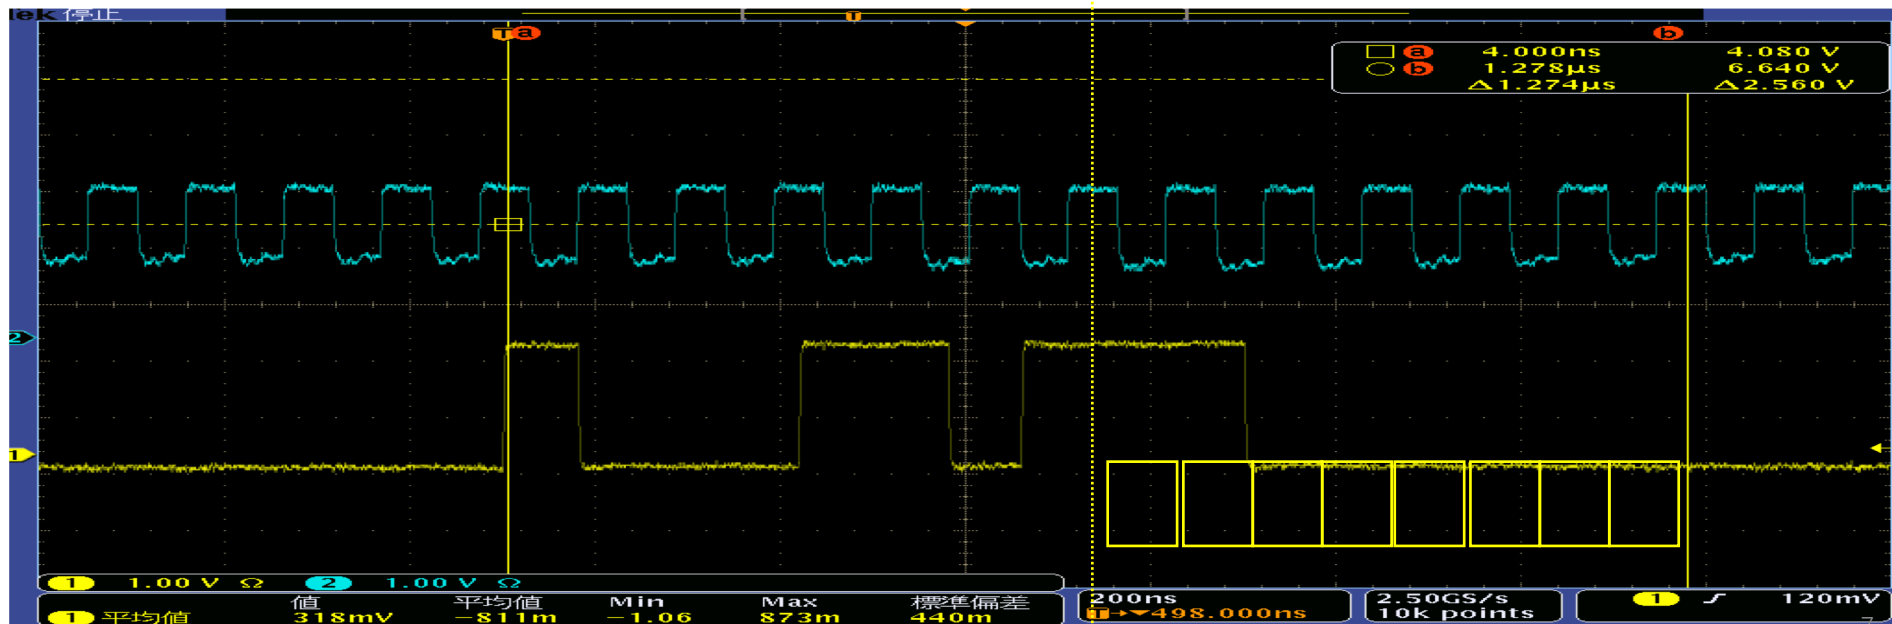 Tek 停止
T
T a b
a 4.000ns 4.080 V
b 1.278µs 6.640 V
Δ1.274µs Δ2.560 V
2
1
1 1.00 V Ω 2 1.00 V Ω
値 平均値 Min Max 標準偏差
1 平均値 318mV -811m -1.06 873m 440m
200ns
T→▼498.000ns
2.50GS/s
10k points
1 120mV
7